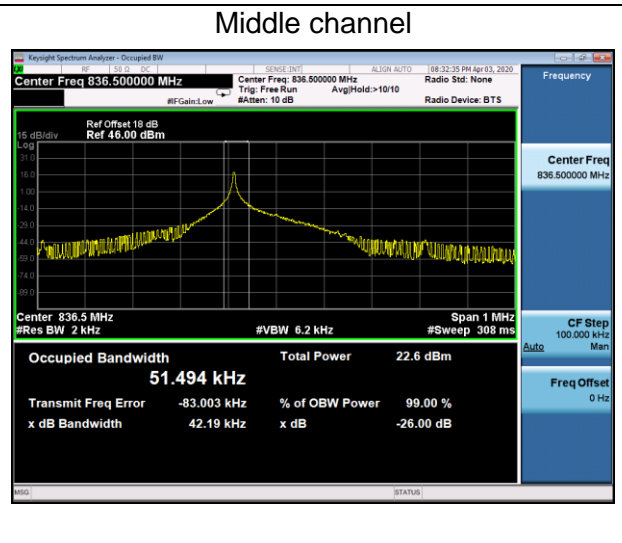 Middle channel
Keysight Spectrum Analyzer - Occupied BW
RF 50 Ω DC SENSE:INT ALIGN AUTO 08:32:35 PM Apr 03, 2020
Center Freq 836.500000 MHz Center Freq: 836.500000 MHz Radio Std: None Frequency
Trig: Free Run Avg|Hold:>10/10
#IFGain:Low #Atten: 10 dB Radio Device: BTS
Ref Offset 18 dB
15 dB/div Ref 46.00 dBm
Log
31.0
16.0
1.00
-14.0
-29.0
-44.0
-59.0
-74.0
-89.0
Center Freq
836.500000 MHz
Center 836.5 MHz Span 1 MHz
#Res BW 2 kHz #VBW 6.2 kHz #Sweep 308 ms
CF Step
100.000 kHz
Auto Man
Occupied Bandwidth Total Power 22.6 dBm
51.494 kHz
Transmit Freq Error -83.003 kHz % of OBW Power 99.00 %
x dB Bandwidth 42.19 kHz x dB -26.00 dB
Freq Offset
0 Hz
MSG STATUS